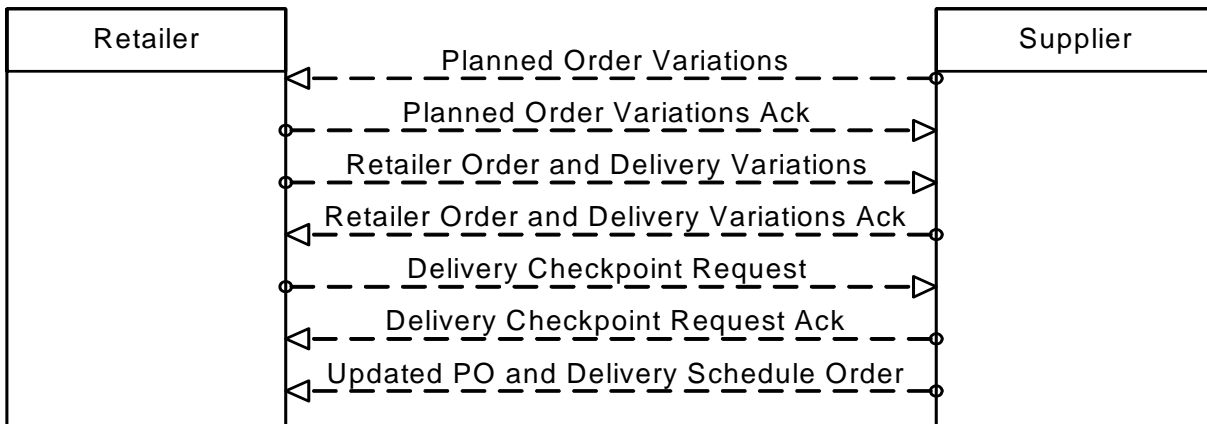 Retailer
Supplier
Planned Order Variations
Planned Order Variations Ack
Retailer Order and Delivery Variations
Retailer Order and Delivery Variations Ack
Delivery Checkpoint Request
Delivery Checkpoint Request Ack
Updated PO and Delivery Schedule Order